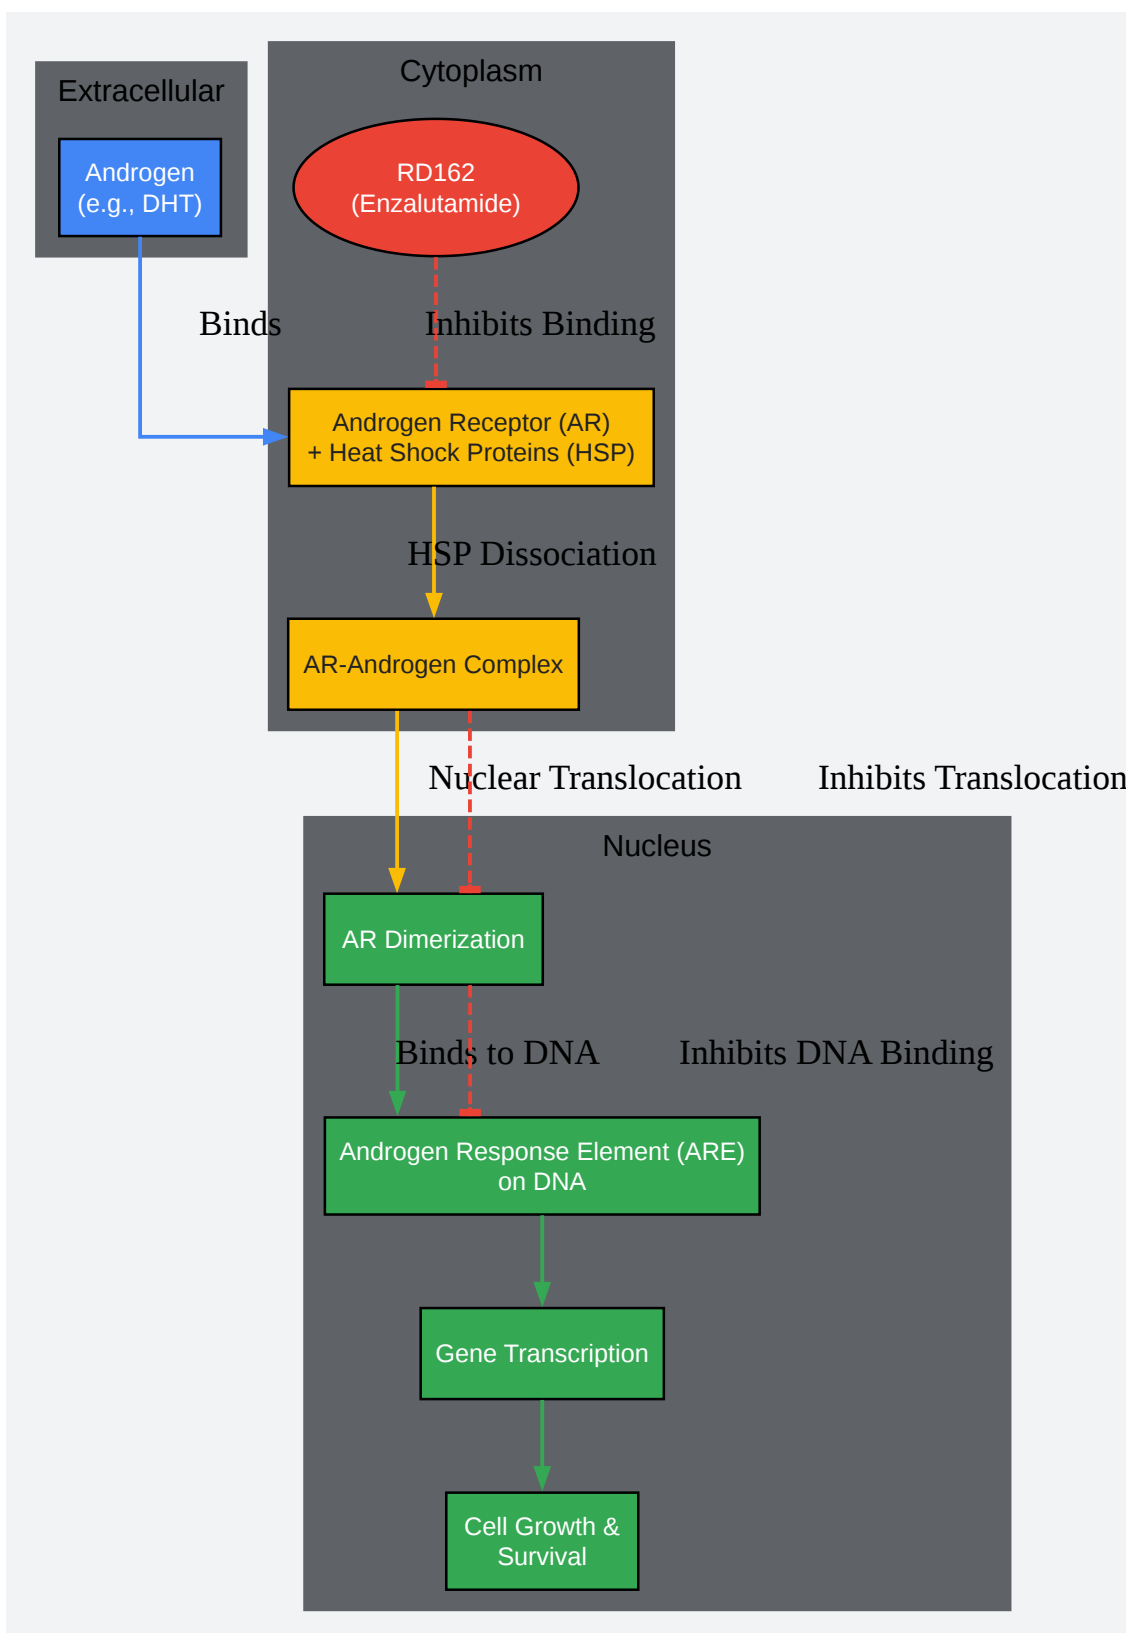 Extracellular
Cytoplasm
Androgen
(e.g., DHT)
RD162
(Enzalutamide)
Binds
Inhibits Binding
Androgen Receptor (AR)
+ Heat Shock Proteins (HSP)
HSP Dissociation
AR-Androgen Complex
Nuclear Translocation
Inhibits Translocation
Nucleus
AR Dimerization
Binds to DNA
Inhibits DNA Binding
Androgen Response Element (ARE)
on DNA
Gene Transcription
Cell Growth &
Survival